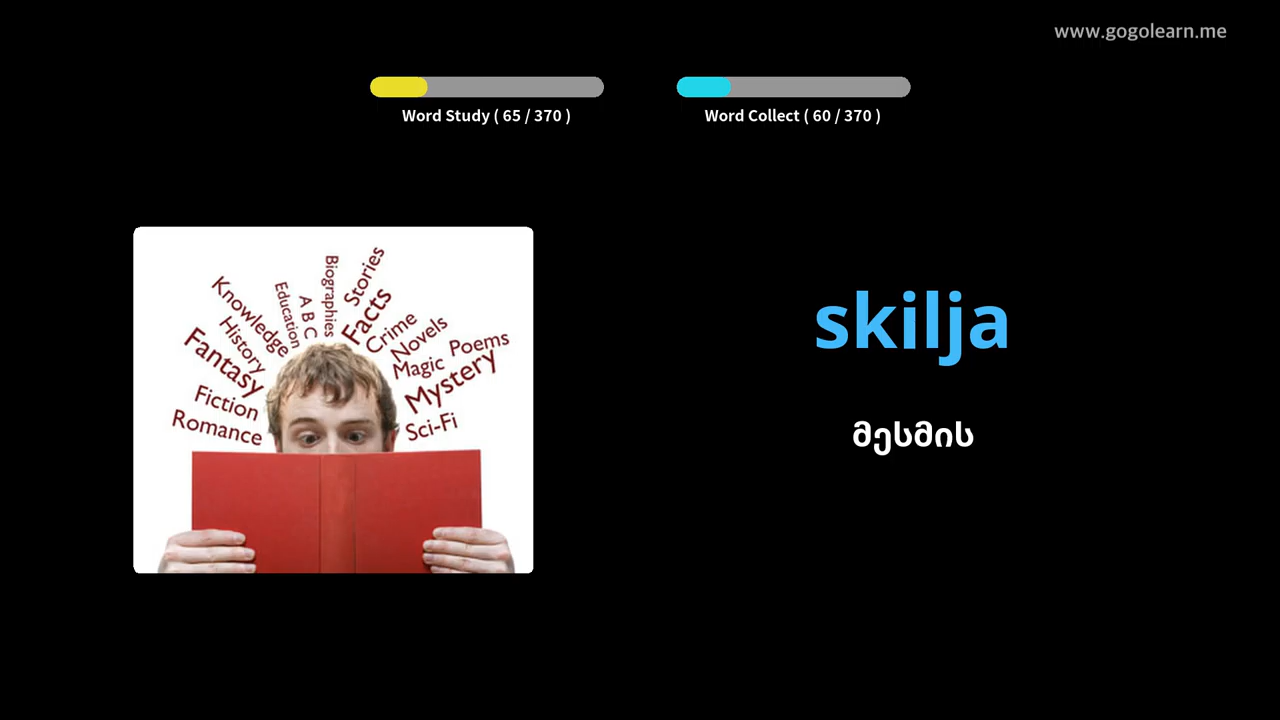 www.gogolearn.me
Word Study ( 65 / 370 )
Word Collect ( 60 / 370 )
Biographies
Stories
Education
A B C
Facts
Knowledge
Crime
History
Novels
Fantasy
Magic
Poems
Mystery
Fiction
Romance
Sci-Fi
skilja
მესმის